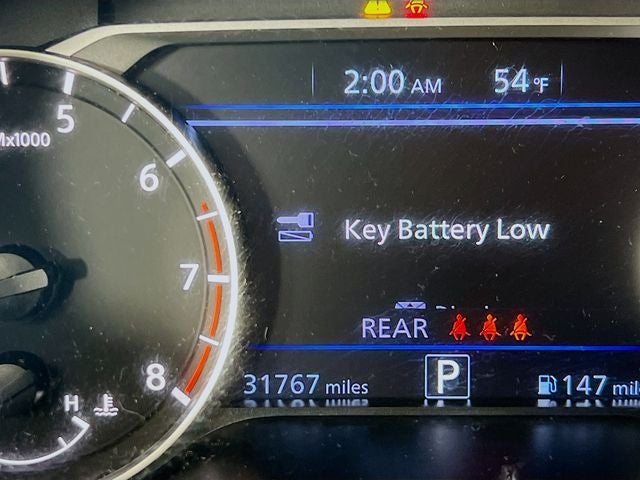 2:00 AM 54°F
5
x1000
6
Key Battery Low
7
REAR
8
31767 miles P 147
H